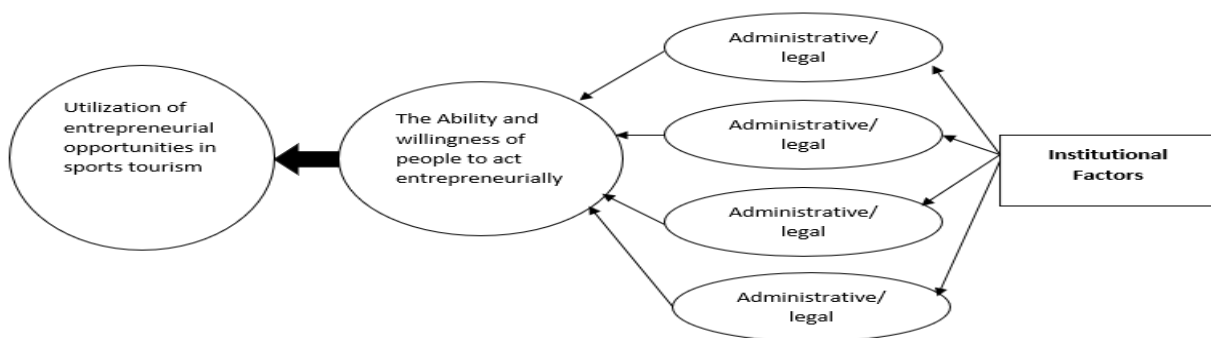 Utilization of
entrepreneurial
opportunities in
sports tourism
The Ability and
willingness of
people to act
entrepreneurially
Administrative/
legal
Administrative/
legal
Administrative/
legal
Administrative/
legal
Institutional
Factors